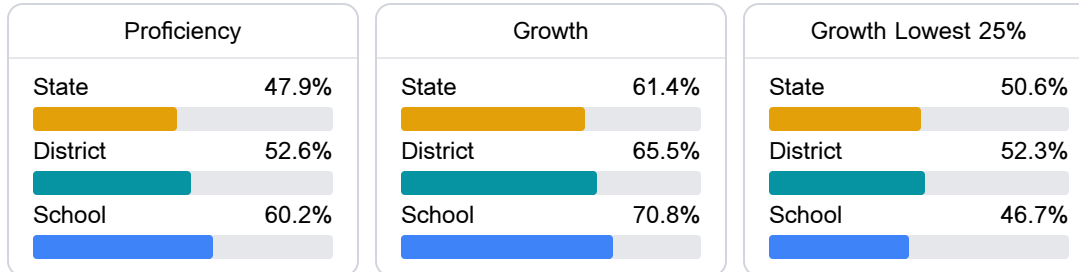 Proficiency
State 47.9%
District 52.6%
School 60.2%
Growth
State 61.4%
District 65.5%
School 70.8%
Growth Lowest 25%
State 50.6%
District 52.3%
School 46.7%